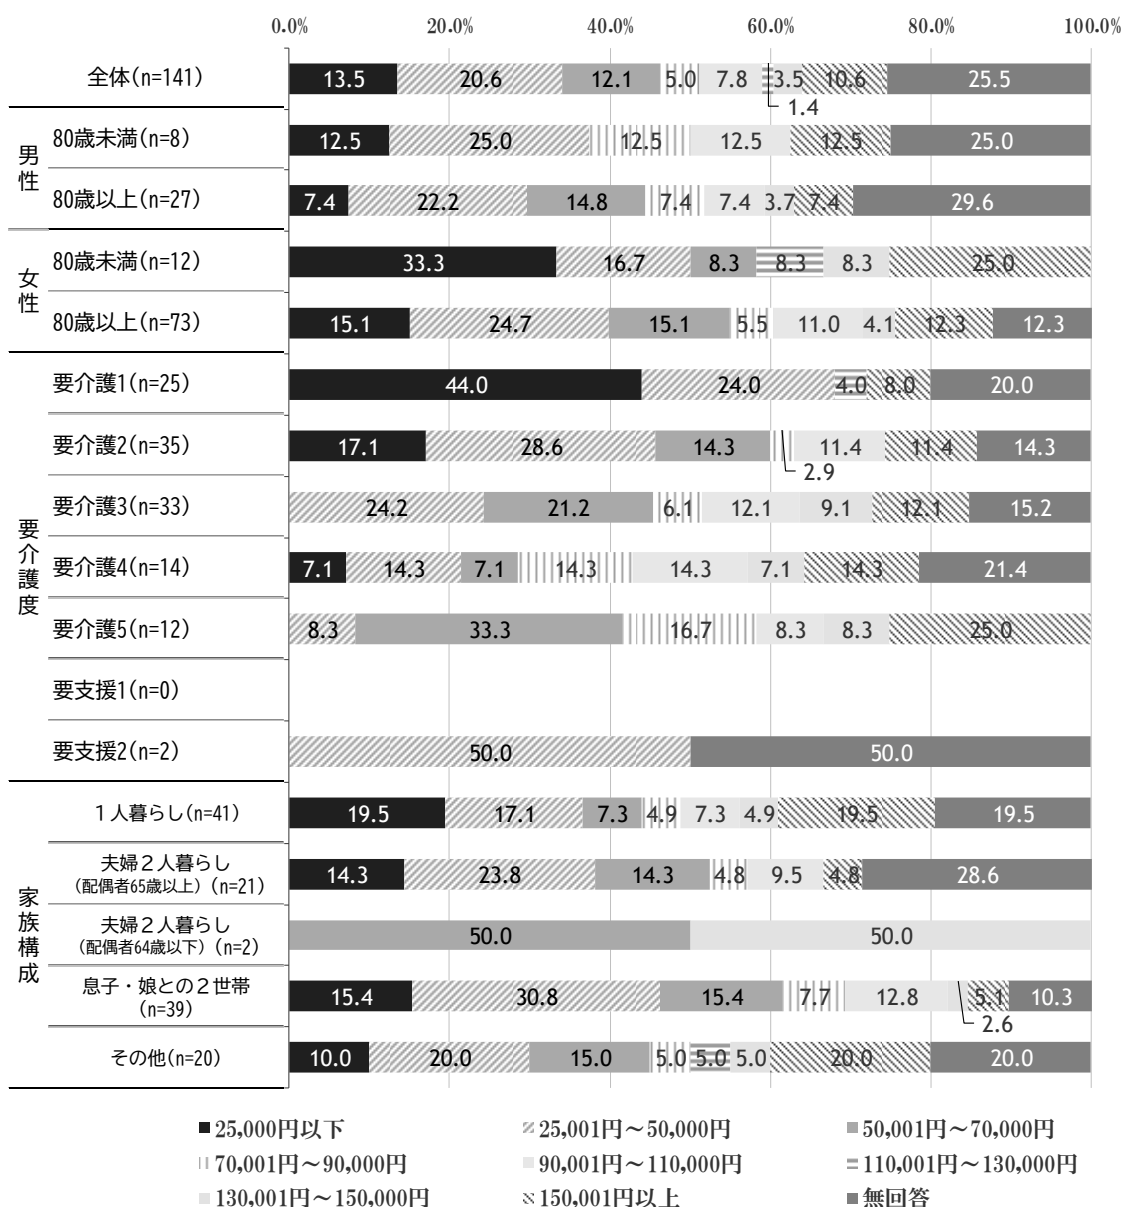 0.0% 20.0% 40.0% 60.0% 80.0% 100.0%
全体(n=141) 13.5 20.6 12.1 5.0 7.8 3.5 10.6 25.5
1.4
男性
80歳未満(n=8) 12.5 25.0 12.5 12.5 12.5 25.0
80歳以上(n=27) 7.4 22.2 14.8 7.4 7.4 3.7 7.4 29.6
女性
80歳未満(n=12) 33.3 16.7 8.3 8.3 8.3 25.0
80歳以上(n=73) 15.1 24.7 15.1 5.5 11.0 4.1 12.3 12.3
要介護度
要介護1(n=25) 44.0 24.0 4.0 8.0 20.0
要介護2(n=35) 17.1 28.6 14.3 11.4 11.4 14.3
2.9
要介護3(n=33) 24.2 21.2 6.1 12.1 9.1 12.1 15.2
要介護4(n=14) 7.1 14.3 7.1 14.3 14.3 7.1 14.3 21.4
要介護5(n=12) 8.3 33.3 16.7 8.3 8.3 25.0
要支援1(n=0)
要支援2(n=2) 50.0 50.0
家族構成
１人暮らし(n=41) 19.5 17.1 7.3 4.9 7.3 4.9 19.5 19.5
夫婦２人暮らし
(配偶者65歳以上)(n=21) 14.3 23.8 14.3 4.8 9.5 4.8 28.6
夫婦２人暮らし
(配偶者64歳以下)(n=2) 50.0 50.0
息子・娘との２世帯
(n=39) 15.4 30.8 15.4 7.7 12.8 5.1 10.3
2.6
その他(n=20) 10.0 20.0 15.0 5.0 5.0 5.0 20.0 20.0
25,000円以下 25,001円～50,000円 50,001円～70,000円
70,001円～90,000円 90,001円～110,000円 110,001円～130,000円
130,001円～150,000円 150,001円以上 無回答